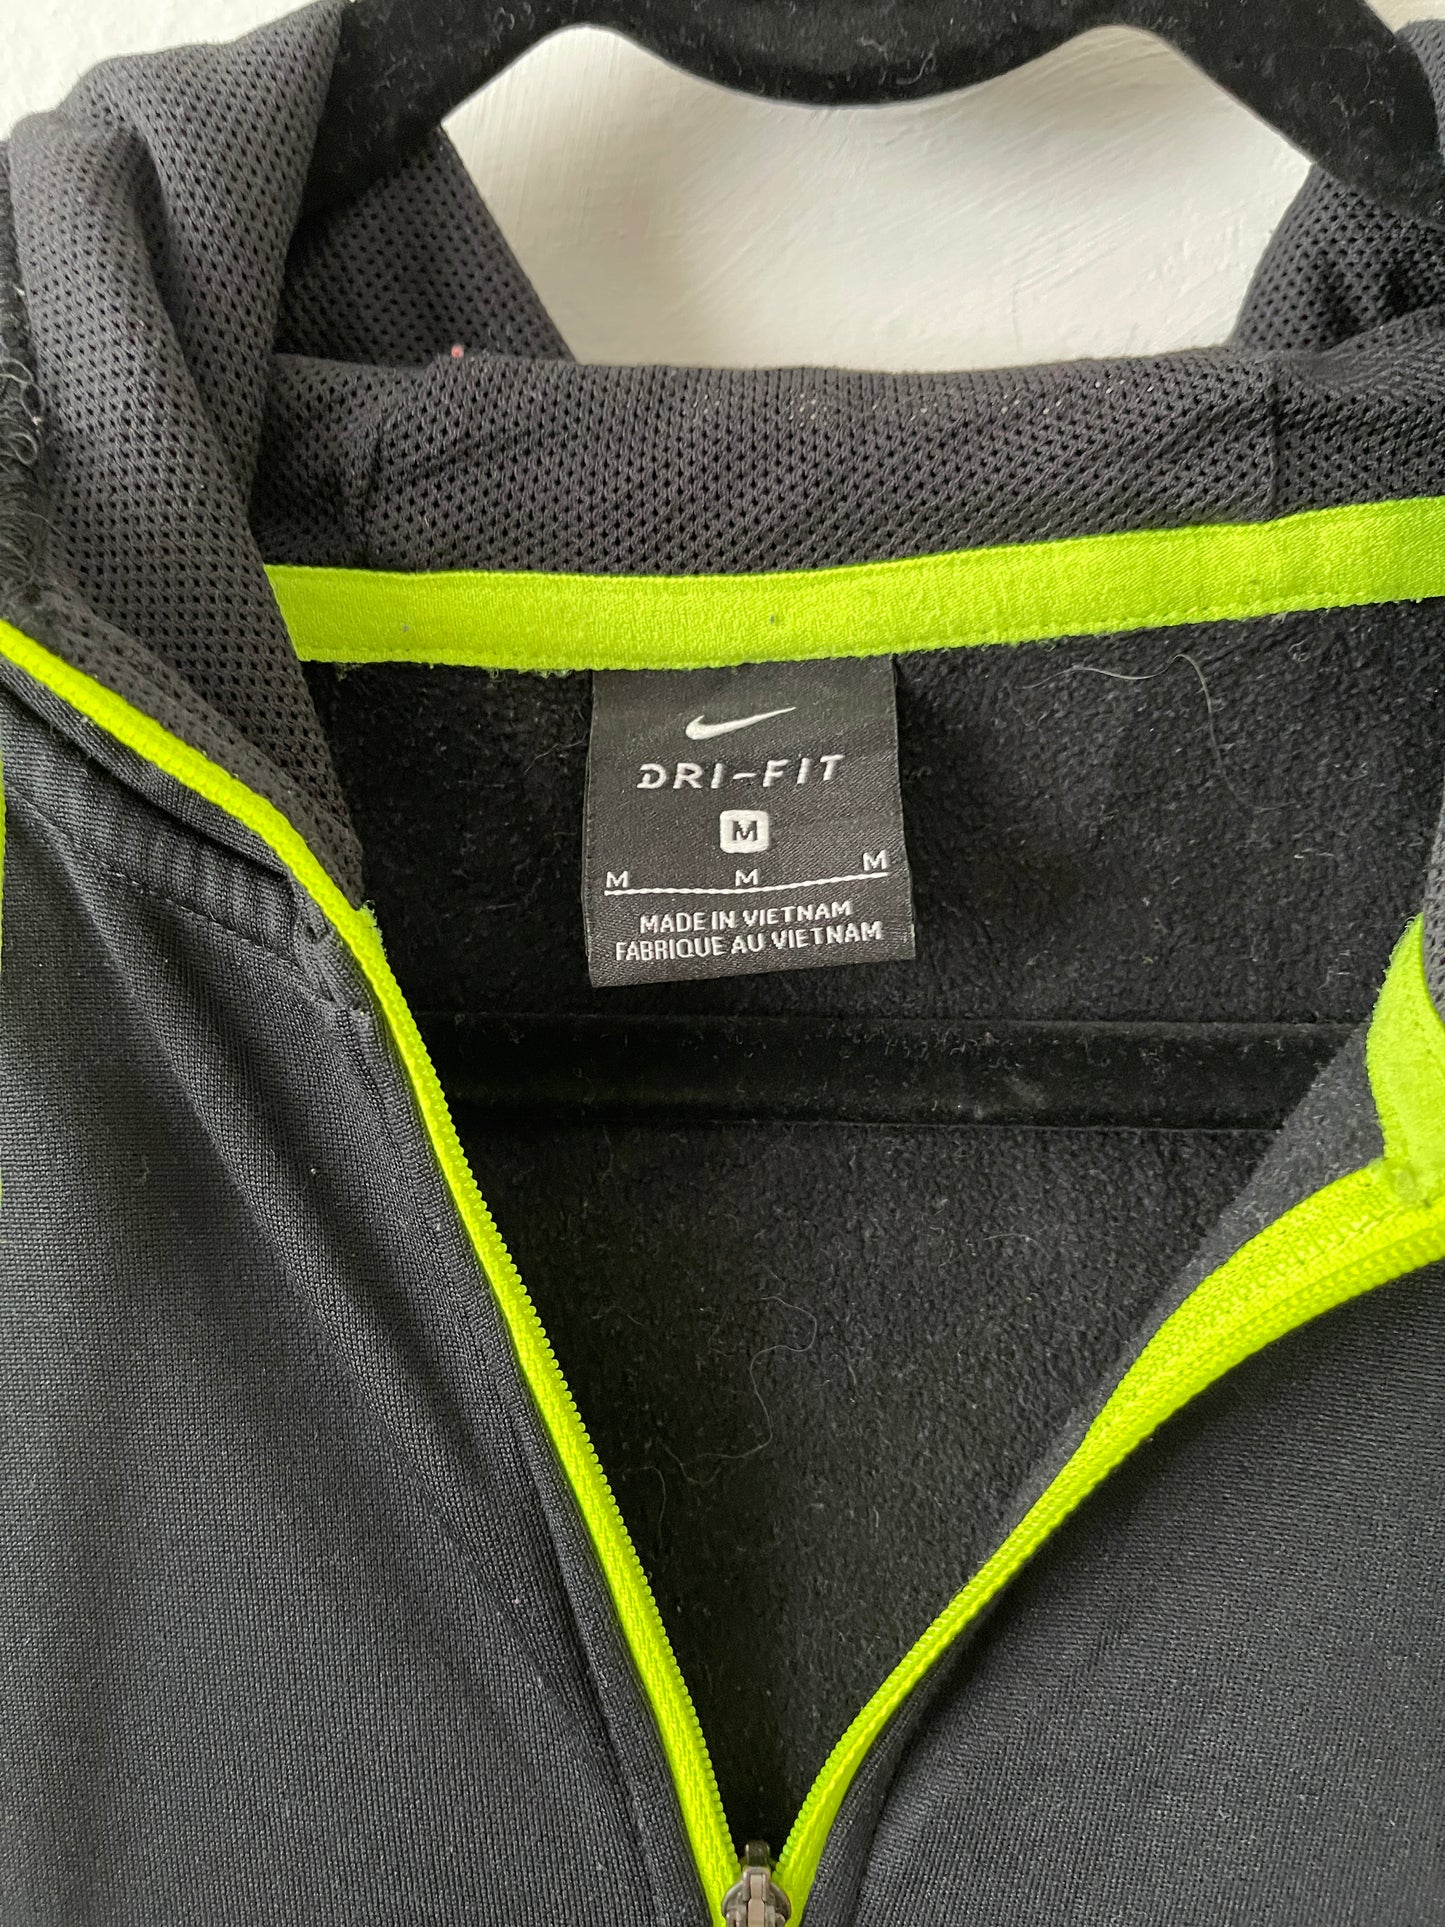 DRI-FIT
M
M M M
MADE IN VIETNAM
FABRIQUE AU VIETNAM